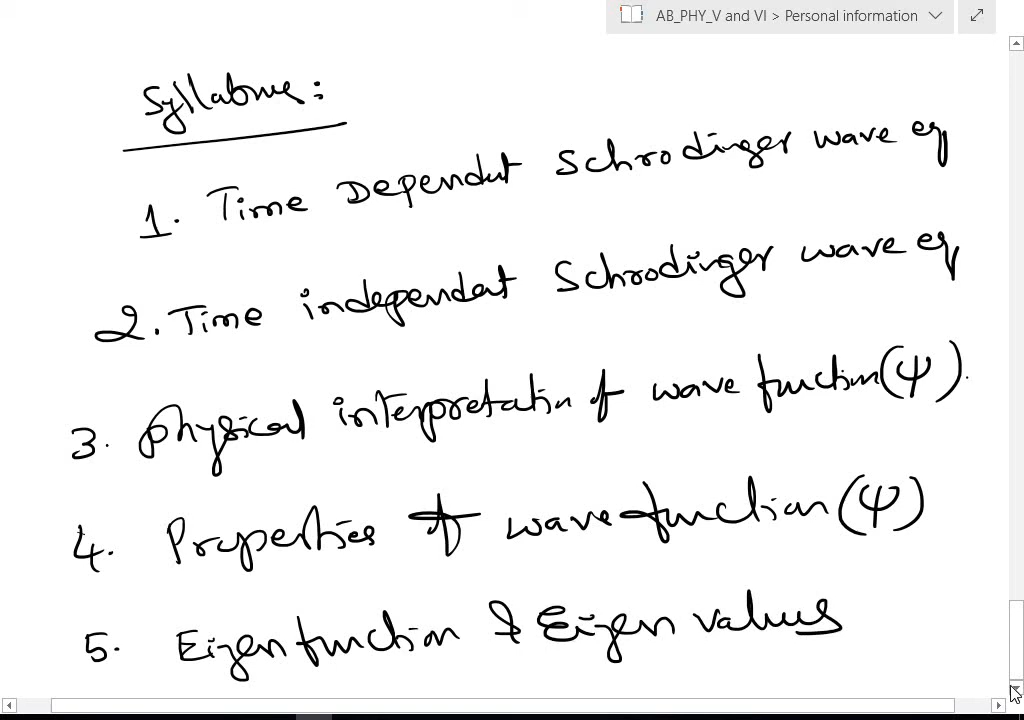 AB_PHY_V and VI > Personal information
Syllabus:
1. Time Dependent Schrodinger wave eq
2. Time independent Schrodinger wave eq
3. physical interpretation of wave function (ψ).
4. Properties of wave function (ψ)
5. Eigen function & Eigen values